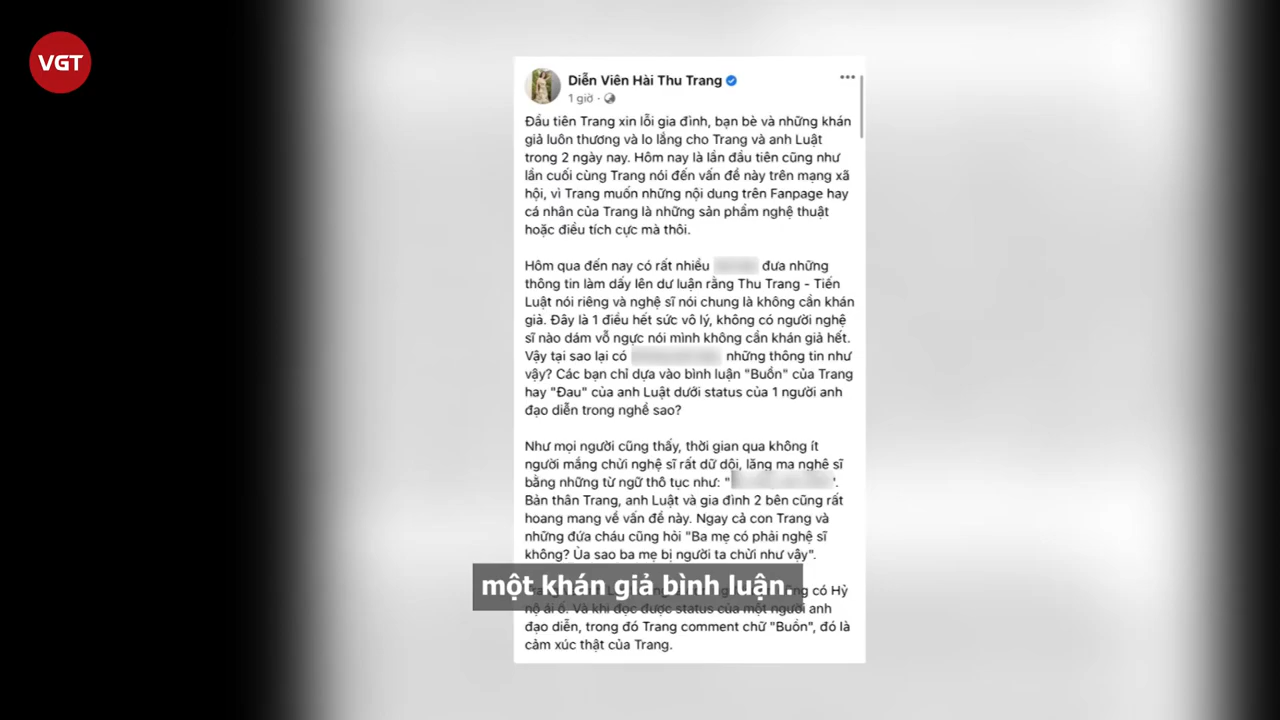 VGT
Diễn Viên Hài Thu Trang
1 giờ ·
Đầu tiên Trang xin lỗi gia đình, bạn bè và những khán
giả luôn thương và lo lắng cho Trang và anh Luật
trong 2 ngày nay. Hôm nay là lần đầu tiên cũng như
lần cuối cùng Trang nói đến vấn đề này trên mạng xã
hội, vì Trang muốn những nội dung trên Fanpage hay
cá nhân của Trang là những sản phẩm nghệ thuật
hoặc điều tích cực mà thôi.
Hôm qua đến nay có rất nhiều đưa những
thông tin làm dấy lên dư luận rằng Thu Trang - Tiến
Luật nói riêng và nghệ sĩ nói chung là không cần khán
giả. Đây là 1 điều hết sức vô lý, không có người nghệ
sĩ nào dám vỗ ngực nói mình không cần khán giả hết.
Vậy tại sao lại có những thông tin như
vậy? Các bạn chỉ dựa vào bình luận "Buồn" của Trang
hay "Đau" của anh Luật dưới status của 1 người anh
đạo diễn trong nghề sao?
Như mọi người cũng thấy, thời gian qua không ít
người mắng chửi nghệ sĩ rất dữ dội, lăng mạ nghệ sĩ
bằng những từ ngữ thô tục như: "".
Bản thân Trang, anh Luật và gia đình 2 bên cũng rất
hoang mang về vấn đề này. Ngay cả con Trang và
những đứa cháu cũng hỏi "Ba mẹ có phải nghệ sĩ
không? Ủa sao ba mẹ bị người ta chửi như vậy".
một khán giả bình luận.
có Hỷ
nộ ái ố. Và khi đọc được status của một người anh
đạo diễn, trong đó Trang comment chữ "Buồn", đó là
cảm xúc thật của Trang.